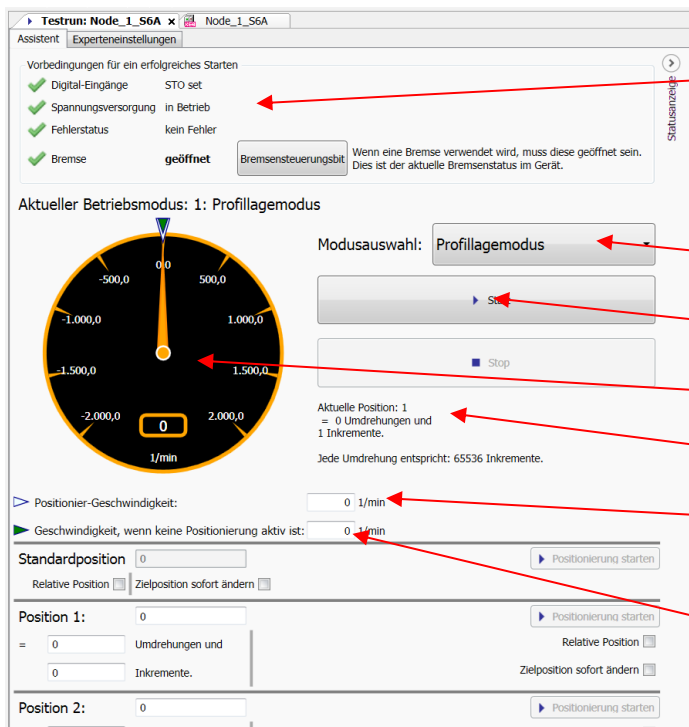 Testrun: Node_1_S6A x Node_1_S6A
Assistent Experteneinstellungen
Vorbedingungen für ein erfolgreiches Starten
Digital-Eingänge STO set
Spannungsversorgung in Betrieb
Fehlerstatus kein Fehler
Bremse geöffnet Bremsensteuerungsbit Wenn eine Bremse verwendet wird, muss diese geöffnet sein.
Dies ist der aktuelle Bremsenstatus im Gerät.
Statusanzeige
Aktueller Betriebsmodus: 1: Profillagemodus
0,0
-500,0 500,0
-1.000,0 1.000,0
-1.500,0 1.500,0
-2.000,0 2.000,0
0
1/min
Modusauswahl: Profillagemodus
Stop
Aktuelle Position: 1
= 0 Umdrehungen und
1 Inkremente.
Jede Umdrehung entspricht: 65536 Inkremente.
Positionier-Geschwindigkeit: 0 1/min
Geschwindigkeit, wenn keine Positionierung aktiv ist: 0 1/min
Standardposition 0 Positionierung starten
Relative Position Zielposition sofort ändern
Position 1: 0 Positionierung starten
= 0 Umdrehungen und Relative Position
0 Inkremente. Zielposition sofort ändern
Position 2: 0 Positionierung starten